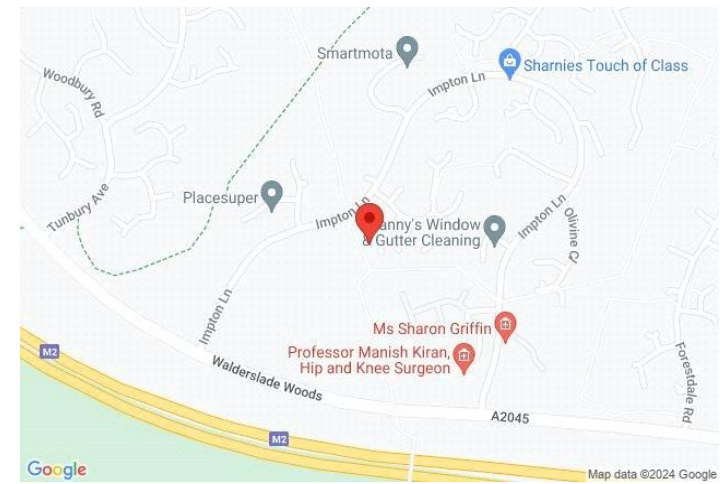 Smartmota
Sharnies Touch of Class
Impton Ln
Woodbury Rd
Placesuper
Tunbury Ave
Impton Ln
anny's Window
& Gutter Cleaning
Impton Ln
Olivine Cl
Impton Ln
Ms Sharon Griffin
Professor Manish Kiran,
Hip and Knee Surgeon
M2
Walderslade Woods
Forestdale Rd
A2045
M2
Google
Map data ©2024 Google